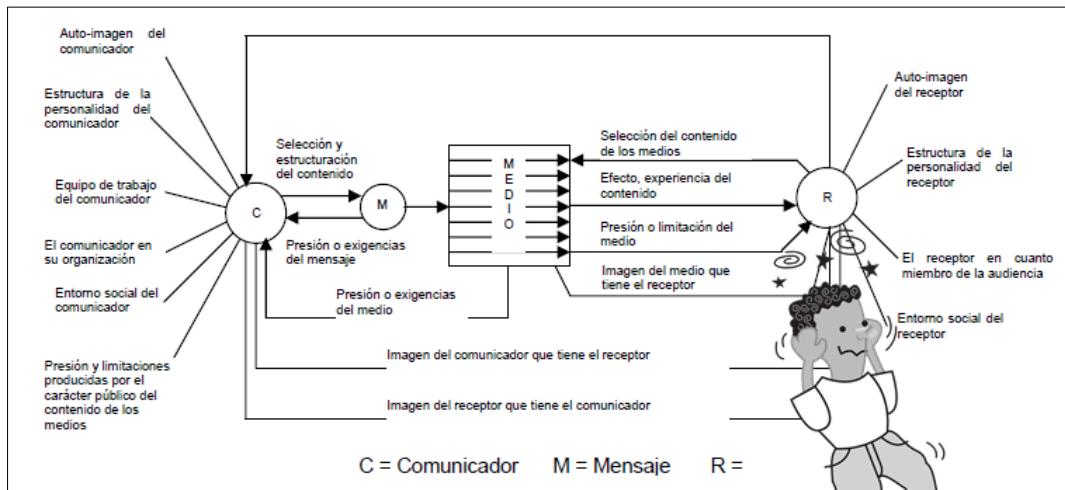 Auto-imagen del
comunicador
Estructura de la
personalidad del
comunicador
Equipo de trabajo
del comunicador
El comunicador en
su organización
Entorno social del
comunicador
Presión y limitaciones
producidas por el
carácter público del
contenido de los
medios
C
Selección y
estructuración
del contenido
M
Presión o exigencias
del mensaje
Presión o exigencias
del medio
M
E
D
I
O
Selección del contenido
de los medios
Efecto, experiencia del
contenido
Presión o limitación del
medio
Imagen del medio que
tiene el receptor
Imagen del comunicador que tiene el receptor
Imagen del receptor que tiene el comunicador
R
Auto-imagen
del receptor
Estructura de la
personalidad del
receptor
El receptor en cuanto
miembro de la audiencia
Entorno social del
receptor
C = Comunicador M = Mensaje R =